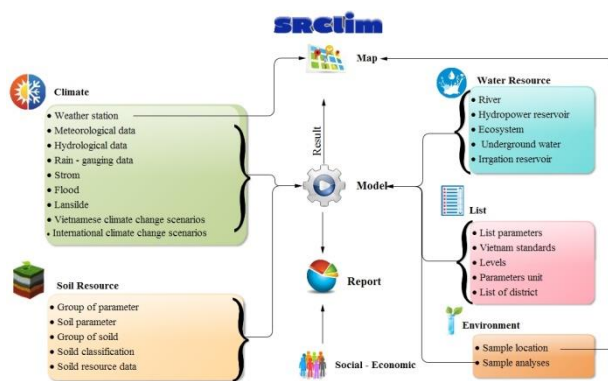 SRClim
Map
Climate
Weather station
Meteorological data
Hydrological data
Rain - gauging data
Strom
Flood
Lansilde
Vietnamese climate change scenarios
International climate change scenarios
Soil Resource
Group of parameter
Soil parameter
Group of soild
Soild classification
Soild resource data
Result
Model
Report
Social - Economic
Water Resource
River
Hydropower reservoir
Ecosystem
Underground water
Irrgation reservoir
List
List parameters
Vietnam standards
Levels
Parameters unit
List of district
Environment
Sample location
Sample analyses